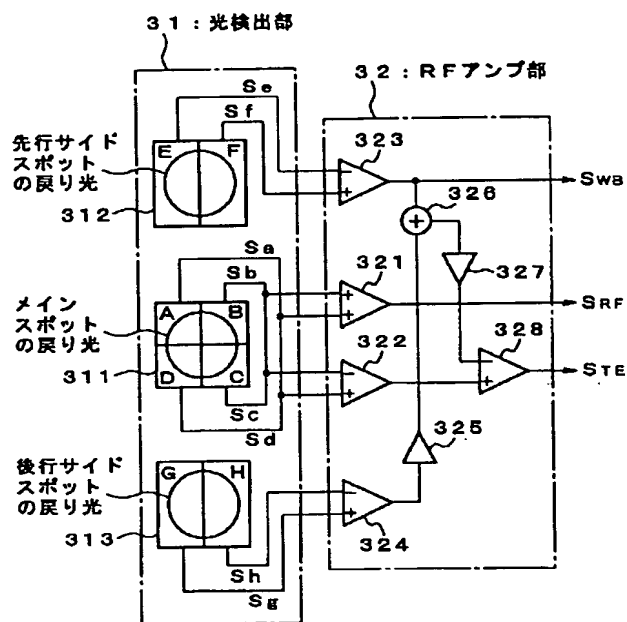 31：光検出部
32：RFアンプ部
Se
Sf
先行サイド
スポット
の戻り光
E
F
312
323
SWB
326
327
Sa
Sb
メイン
スポット
の戻り光
A
B
D
C
311
321
SRF
322
328
STE
Sc
Sd
325
後行サイド
スポット
の戻り光
G
H
313
324
Sh
Sg